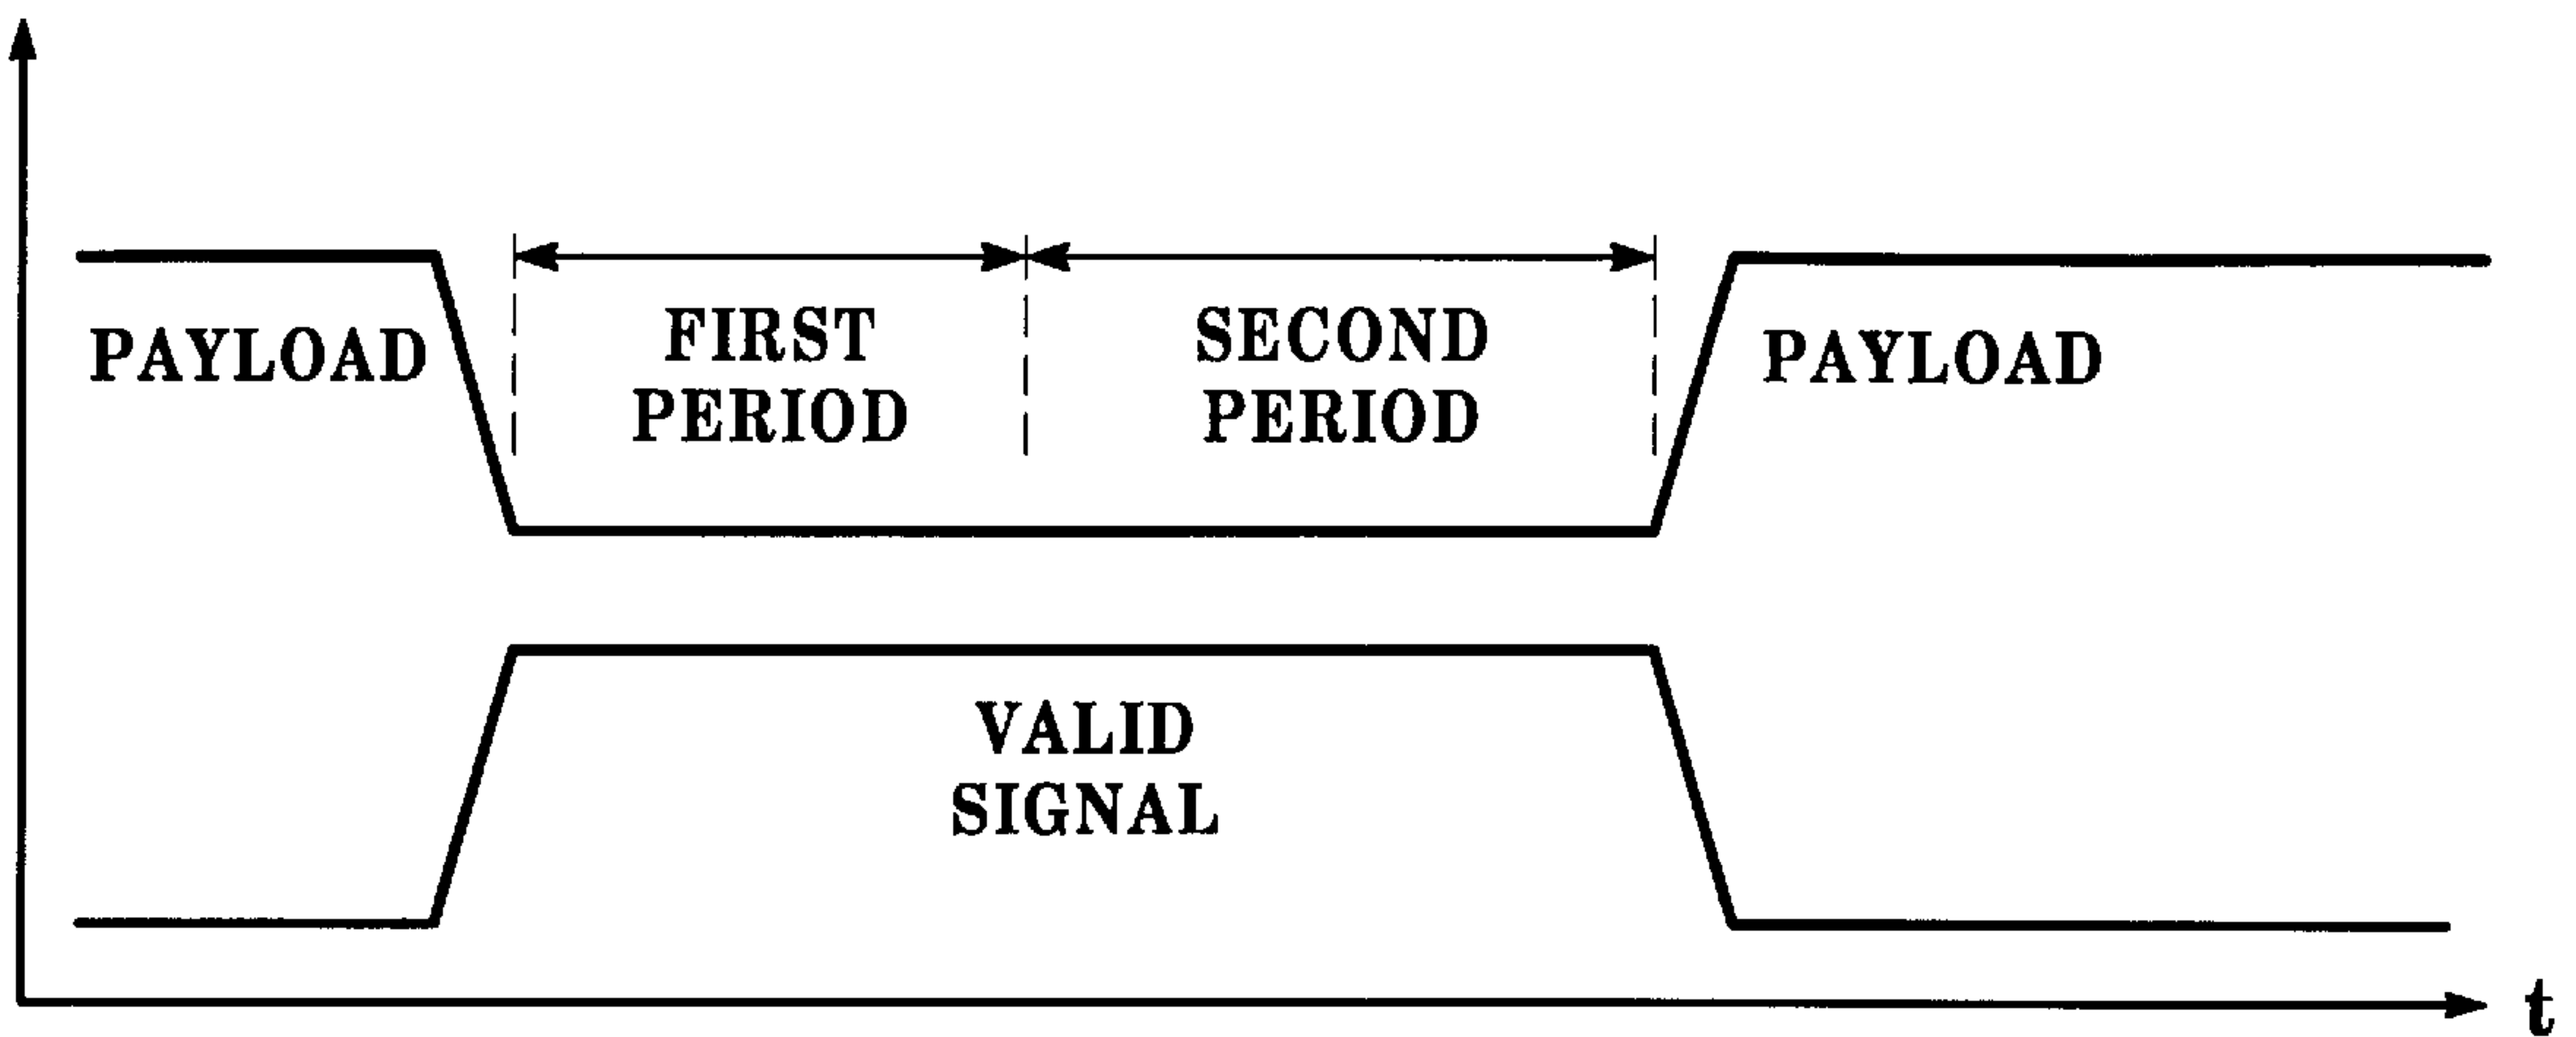 PAYLOAD
FIRST
PERIOD
SECOND
PERIOD
PAYLOAD
VALID
SIGNAL
t